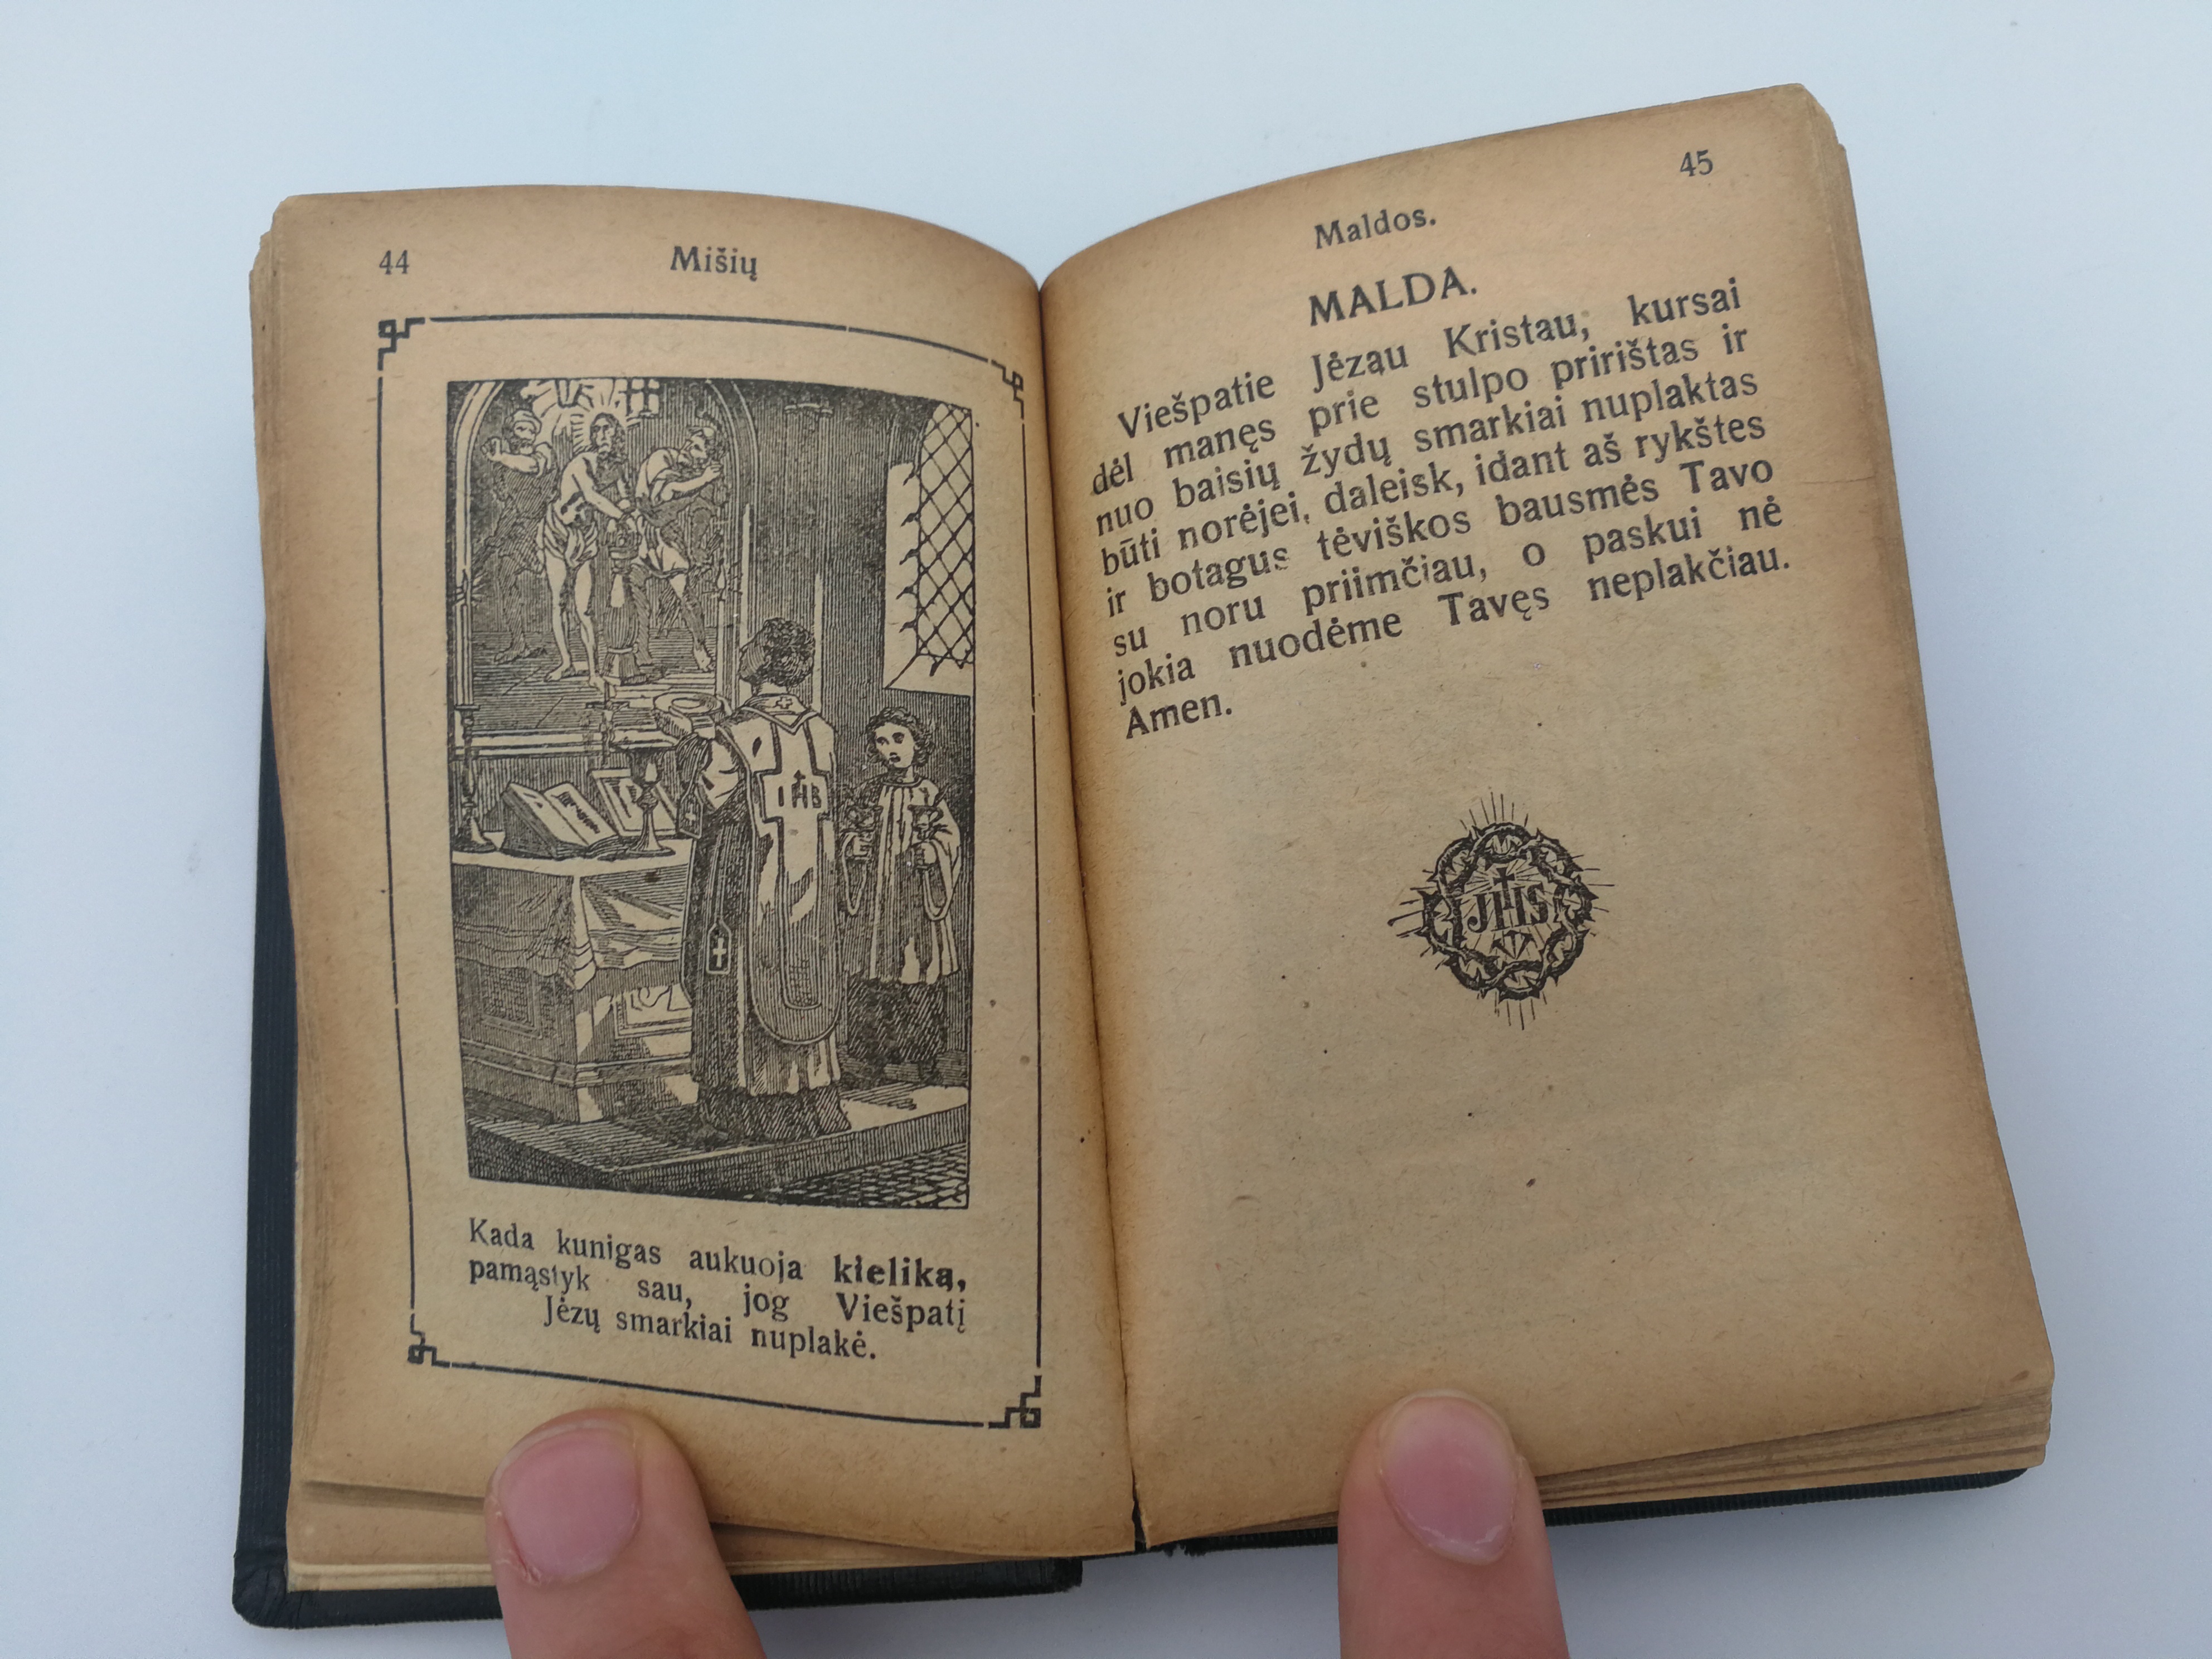 44
Mišių
IHS
Kada kunigas aukuoja kieliką,
pamąstyk sau, jog Viešpatį
Jėzų smarkiai nuplakė.
45
Maldos.
MALDA.
Viešpatie Jėzau Kristau, kursai
dėl manęs prie stulpo pririštas ir
nuo baisių žydų smarkiai nuplaktas
būti norėjei, daleisk, idant aš rykštes
ir botagus tėviškos bausmės Tavo
su noru priimčiau, o paskui nė
jokia nuodėme Tavęs neplakčiau.
Amen.
JHS